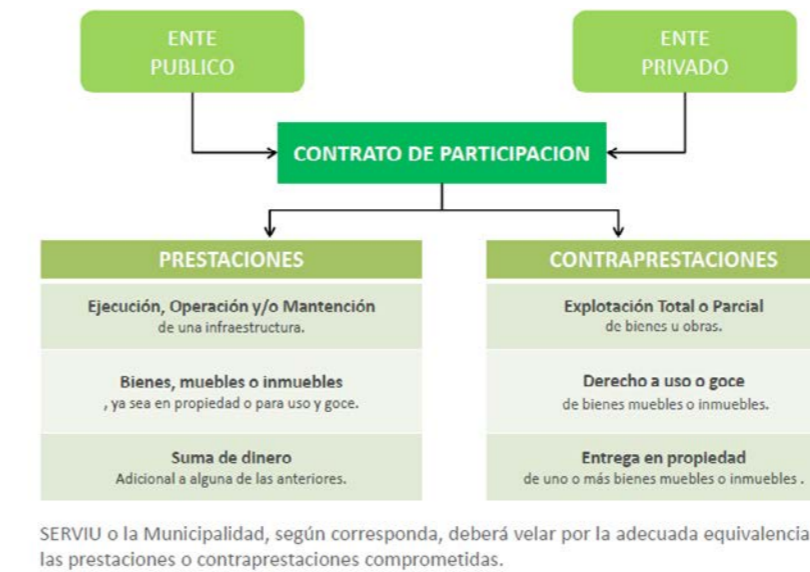 ENTE
PUBLICO
ENTE
PRIVADO
CONTRATO DE PARTICIPACION
PRESTACIONES
Ejecución, Operación y/o Mantención
de una infraestructura.
Bienes, muebles o inmuebles
, ya sea en propiedad o para uso y goce.
Suma de dinero
Adicional a alguna de las anteriores.
CONTRAPRESTACIONES
Explotación Total o Parcial
de bienes u obras.
Derecho a uso o goce
de bienes muebles o inmuebles.
Entrega en propiedad
de uno o más bienes muebles o inmuebles .
SERVIU o la Municipalidad, según corresponda, deberá velar por la adecuada equivalencia
las prestaciones o contraprestaciones comprometidas.